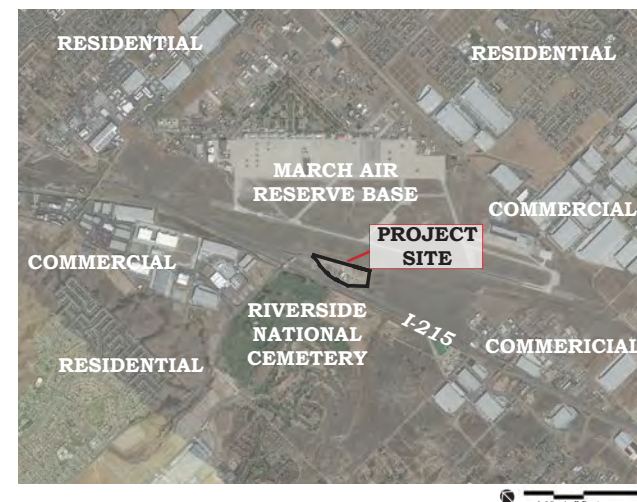 RESIDENTIAL
RESIDENTIAL
MARCH AIR
RESERVE BASE
COMMERCIAL
PROJECT
SITE
COMMERCIAL
RIVERSIDE
NATIONAL
CEMETERY
I-215
COMMERICIAL
RESIDENTIAL